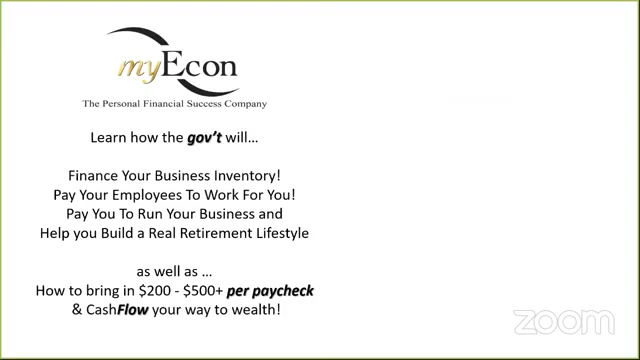 myEcon
The Personal Financial Success Company
Learn how the gov't will...
Finance Your Business Inventory!
Pay Your Employees To Work For You!
Pay You To Run Your Business and
Help you Build a Real Retirement Lifestyle
as well as ...
How to bring in $200 - $500+ per paycheck
& CashFlow your way to wealth!
zoom